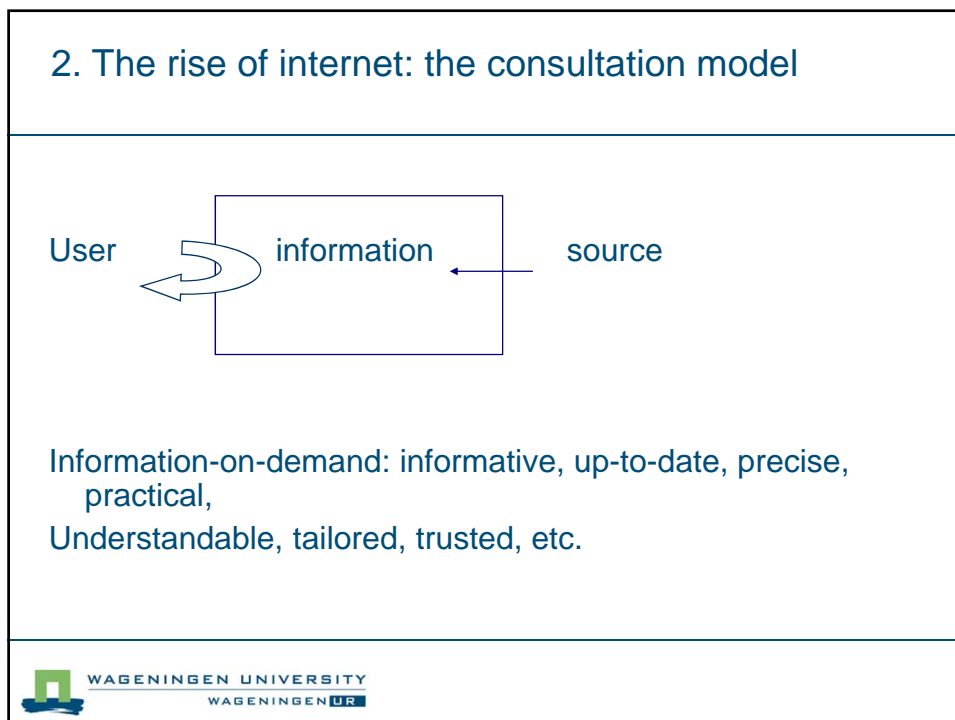 2. The rise of internet: the consultation model
User information source
Information-on-demand: informative, up-to-date, precise,
practical,
Understandable, tailored, trusted, etc.
WAGENINGEN UNIVERSITY
WAGENINGEN UR